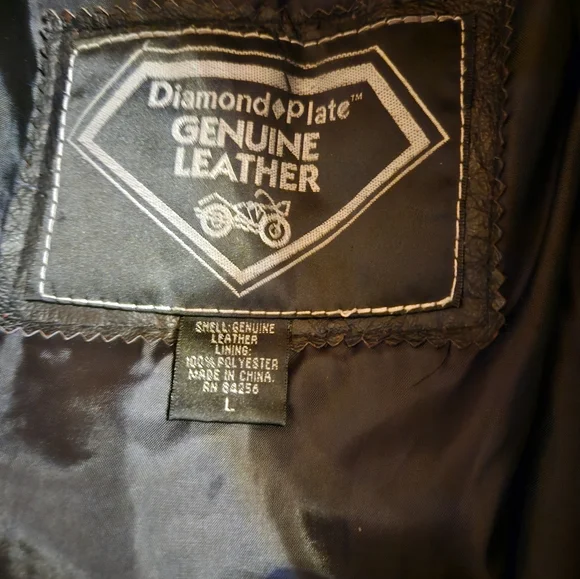 Diamond♦Plate™
GENUINE
LEATHER
SHELL:GENUINE
LEATHER
LINING:
100% POLYESTER
MADE IN CHINA.
RN 84256
L